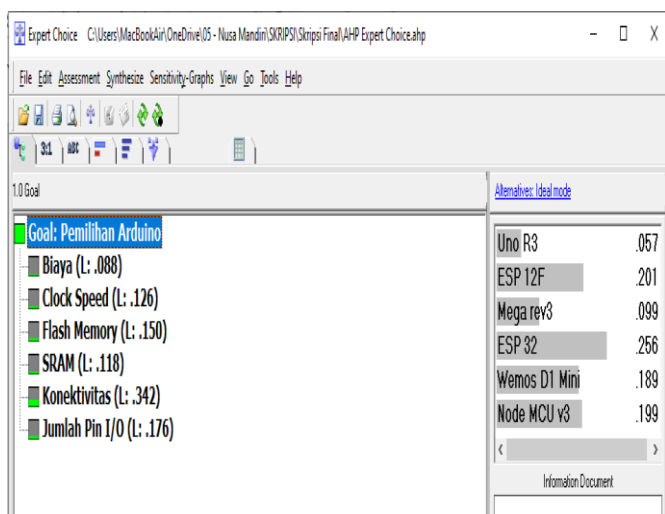 Expert Choice C:\Users\MacBookAir\OneDrive\05 - Nusa Mandiri\SKRIPSI\Skripsi Final\AHP Expert Choice.ahp
File Edit Assessment Synthesize Sensitivity-Graphs View Go Tools Help
3:1 ABC
1.0 Goal
Goal: Pemilihan Arduino
Biaya (L: .088)
Clock Speed (L: .126)
Flash Memory (L: .150)
SRAM (L: .118)
Konektivitas (L: .342)
Jumlah Pin I/O (L: .176)
Alternatives: Ideal mode
Uno R3 .057
ESP 12F .201
Mega rev3 .099
ESP 32 .256
Wemos D1 Mini .189
Node MCU v3 .199
Information Document